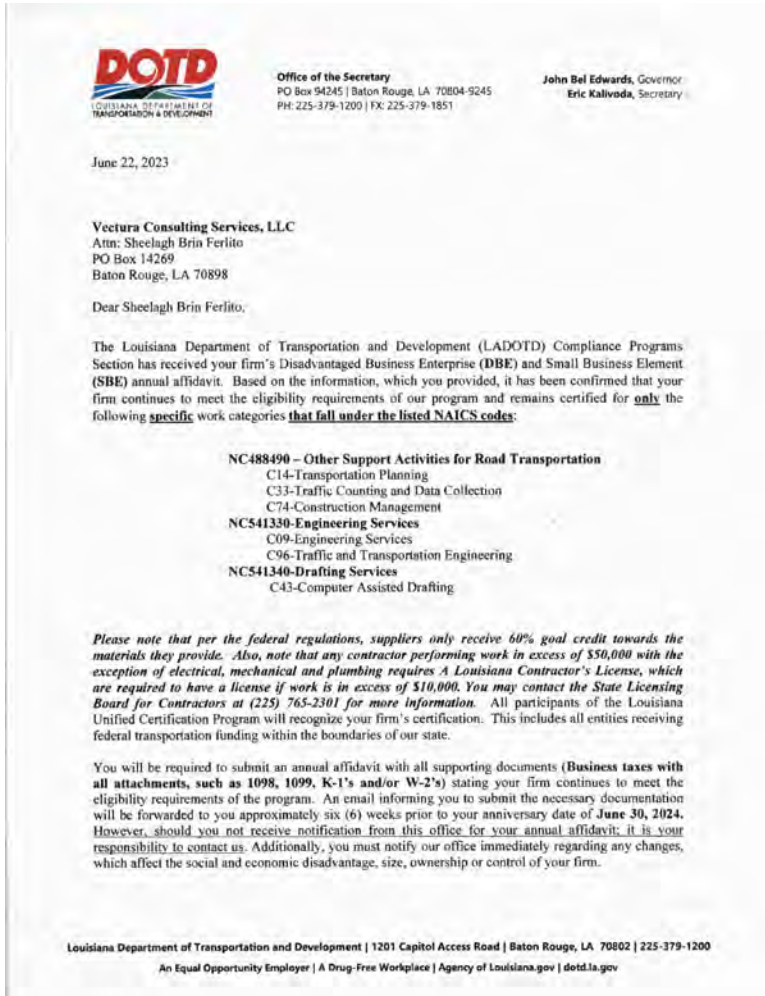 DOTD
LOUISIANA DEPARTMENT OF
TRANSPORTATION & DEVELOPMENT
Office of the Secretary
PO Box 94245 | Baton Rouge, LA 70804-9245
PH: 225-379-1200 | FX: 225-379-1851
John Bel Edwards, Governor
Eric Kalivoda, Secretary
June 22, 2023
Vectura Consulting Services, LLC
Attn: Sheelagh Brin Ferlito
PO Box 14269
Baton Rouge, LA 70898
Dear Sheelagh Brin Ferlito,
The Louisiana Department of Transportation and Development (LADOTD) Compliance Programs
Section has received your firm's Disadvantaged Business Enterprise (DBE) and Small Business Element
(SBE) annual affidavit. Based on the information, which you provided, it has been confirmed that your
firm continues to meet the eligibility requirements of our program and remains certified for only the
following specific work categories that fall under the listed NAICS codes:
NC488490 – Other Support Activities for Road Transportation
C14-Transportation Planning
C33-Traffic Counting and Data Collection
C74-Construction Management
NC541330-Engineering Services
C09-Engineering Services
C96-Traffic and Transportation Engineering
NC541340-Drafting Services
C43-Computer Assisted Drafting
Please note that per the federal regulations, suppliers only receive 60% goal credit towards the
materials they provide. Also, note that any contractor performing work in excess of $50,000 with the
exception of electrical, mechanical and plumbing requires A Louisiana Contractor's License, which
are required to have a license if work is in excess of $10,000. You may contact the State Licensing
Board for Contractors at (225) 765-2301 for more information. All participants of the Louisiana
Unified Certification Program will recognize your firm's certification. This includes all entities receiving
federal transportation funding within the boundaries of our state.
You will be required to submit an annual affidavit with all supporting documents (Business taxes with
all attachments, such as 1098, 1099, K-1's and/or W-2's) stating your firm continues to meet the
eligibility requirements of the program. An email informing you to submit the necessary documentation
will be forwarded to you approximately six (6) weeks prior to your anniversary date of June 30, 2024.
However, should you not receive notification from this office for your annual affidavit; it is your
responsibility to contact us. Additionally, you must notify our office immediately regarding any changes,
which affect the social and economic disadvantage, size, ownership or control of your firm.
Louisiana Department of Transportation and Development | 1201 Capitol Access Road | Baton Rouge, LA 70802 | 225-379-1200
An Equal Opportunity Employer | A Drug-Free Workplace | Agency of Louisiana.gov | dotd.la.gov